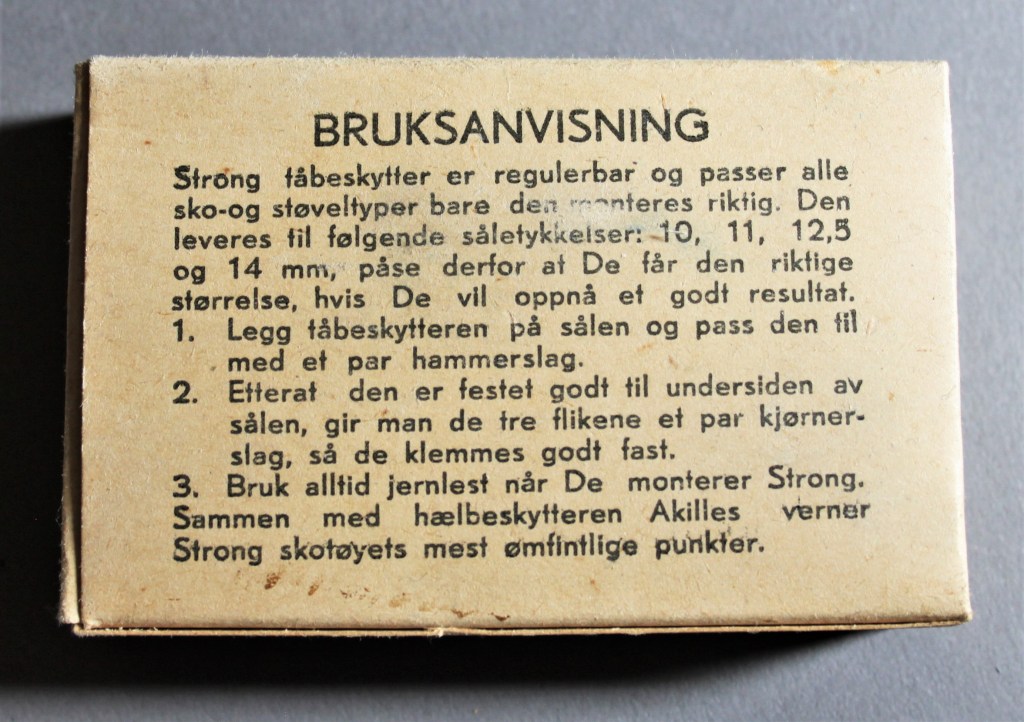 BRUKSANVISNING
Strong tåbeskytter er regulerbar og passer alle
sko-og støveltyper bare den monteres riktig. Den
leveres til følgende såletykkelser: 10, 11, 12,5
og 14 mm, påse derfor at De får den riktige
størrelse, hvis De vil oppnå et godt resultat.
1. Legg tåbeskytteren på sålen og pass den til
med et par hammerslag.
2. Etterat den er festet godt til undersiden av
sålen, gir man de tre flikene et par kjørner-
slag, så de klemmes godt fast.
3. Bruk alltid jernlest når De monterer Strong.
Sammen med hælbeskytteren Akilles verner
Strong skotøyets mest ømfintlige punkter.